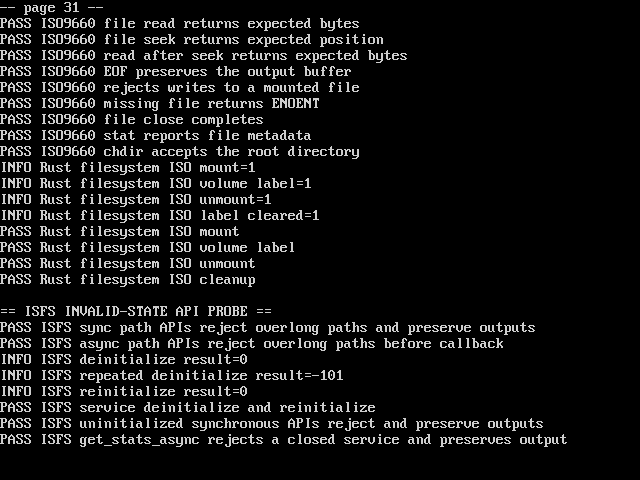 -- page 31 --
PASS ISO9660 file read returns expected bytes
PASS ISO9660 file seek returns expected position
PASS ISO9660 read after seek returns expected bytes
PASS ISO9660 EOF preserves the output buffer
PASS ISO9660 rejects writes to a mounted file
PASS ISO9660 missing file returns ENOENT
PASS ISO9660 file close completes
PASS ISO9660 stat reports file metadata
PASS ISO9660 chdir accepts the root directory
INFO Rust filesystem ISO mount=1
INFO Rust filesystem ISO volume label=1
INFO Rust filesystem ISO unmount=1
INFO Rust filesystem ISO label cleared=1
PASS Rust filesystem ISO mount
PASS Rust filesystem ISO volume label
PASS Rust filesystem ISO unmount
PASS Rust filesystem ISO cleanup
== ISFS INVALID-STATE API PROBE ==
PASS ISFS sync path APIs reject overlong paths and preserve outputs
PASS ISFS async path APIs reject overlong paths before callback
INFO ISFS deinitialize result=0
INFO ISFS repeated deinitialize result=-101
INFO ISFS reinitialize result=0
PASS ISFS service deinitialize and reinitialize
PASS ISFS uninitialized synchronous APIs reject and preserve outputs
PASS ISFS get_stats_async rejects a closed service and preserves output